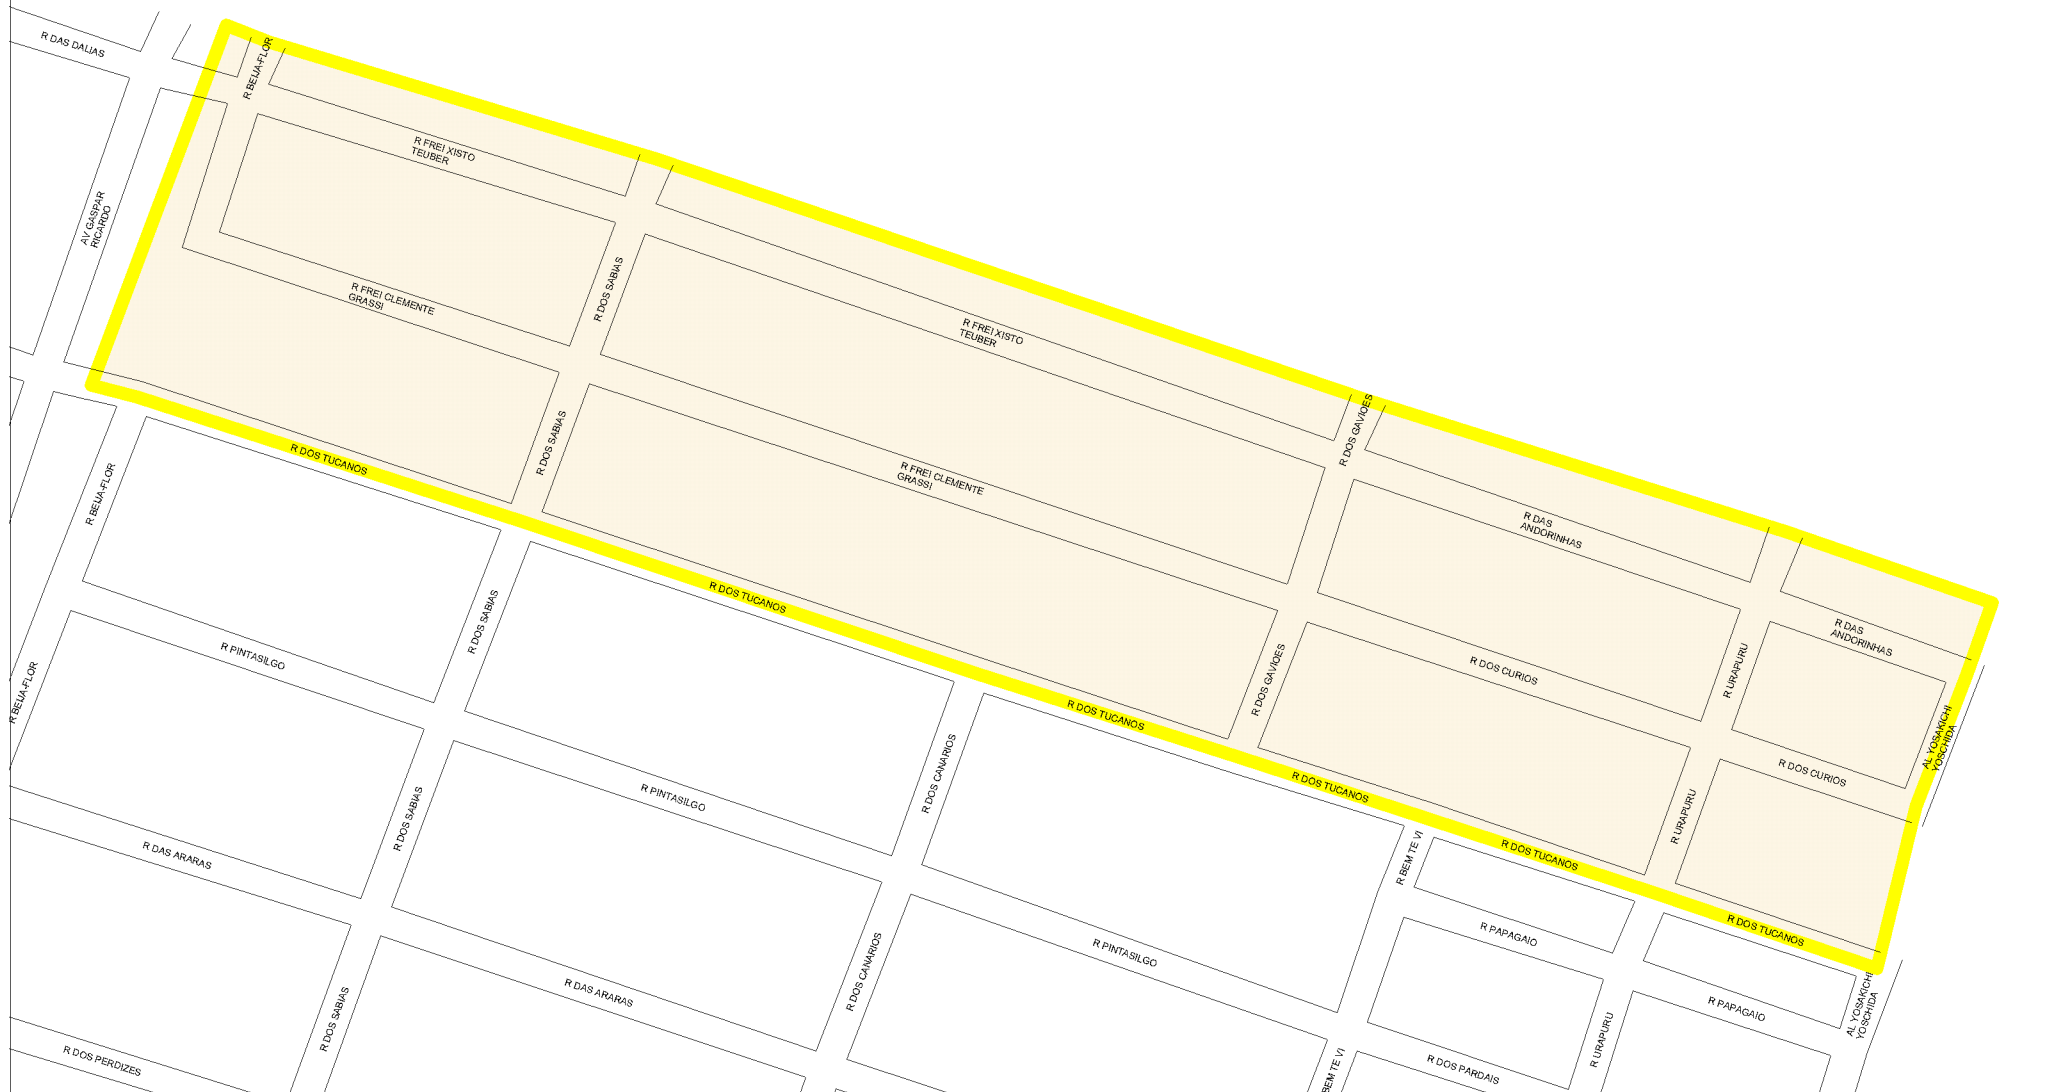 R DAS DALIAS
R BEIJA-FLOR
R FREI XISTO
TEUBER
AV GASPAR
RICARDO
R FREI CLEMENTE
GRASSI
R DOS SABIAS
R FREI XISTO
TEUBER
R DOS GAVIOES
R DOS SABIAS
R DOS TUCANOS
R BEIJA-FLOR
R FREI CLEMENTE
GRASSI
R DAS
ANDORINHAS
R DAS
ANDORINHAS
R DOS TUCANOS
R DOS SABIAS
R PINTASILGO
R BEIJA-FLOR
R DOS GAVIOES
R DOS CURIOS
R URAPURU
AL YOSAKICHI
YOSCHIDA
R DOS TUCANOS
R DOS CURIOS
R DOS CANARIOS
R PINTASILGO
R DOS TUCANOS
R DOS SABIAS
R URAPURU
R DAS ARARAS
R BEM TE VI
R DOS TUCANOS
R DOS TUCANOS
R PAPAGAIO
R PINTASILGO
R DOS CANARIOS
R DAS ARARAS
R DOS SABIAS
R PAPAGAIO
AL YOSAKICHI
YOSCHIDA
R URAPURU
R DOS PERDIZES
BEM TE VI
R DOS PARDAIS